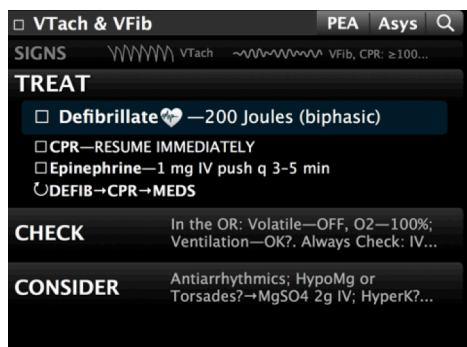 ☐ VTach & VFib PEA Asys
SIGNS VTach VFib, CPR: ≥100...
TREAT
☐ Defibrillate—200 Joules (biphasic)
☐ CPR—RESUME IMMEDIATELY
☐ Epinephrine—1 mg IV push q 3–5 min
↻DEFIB→CPR→MEDS
CHECK
In the OR: Volatile—OFF, O2—100%;
Ventilation—OK?. Always Check: IV...
CONSIDER
Antiarrhythmics; HypoMg or
Torsades?→MgSO4 2g IV; HyperK?...